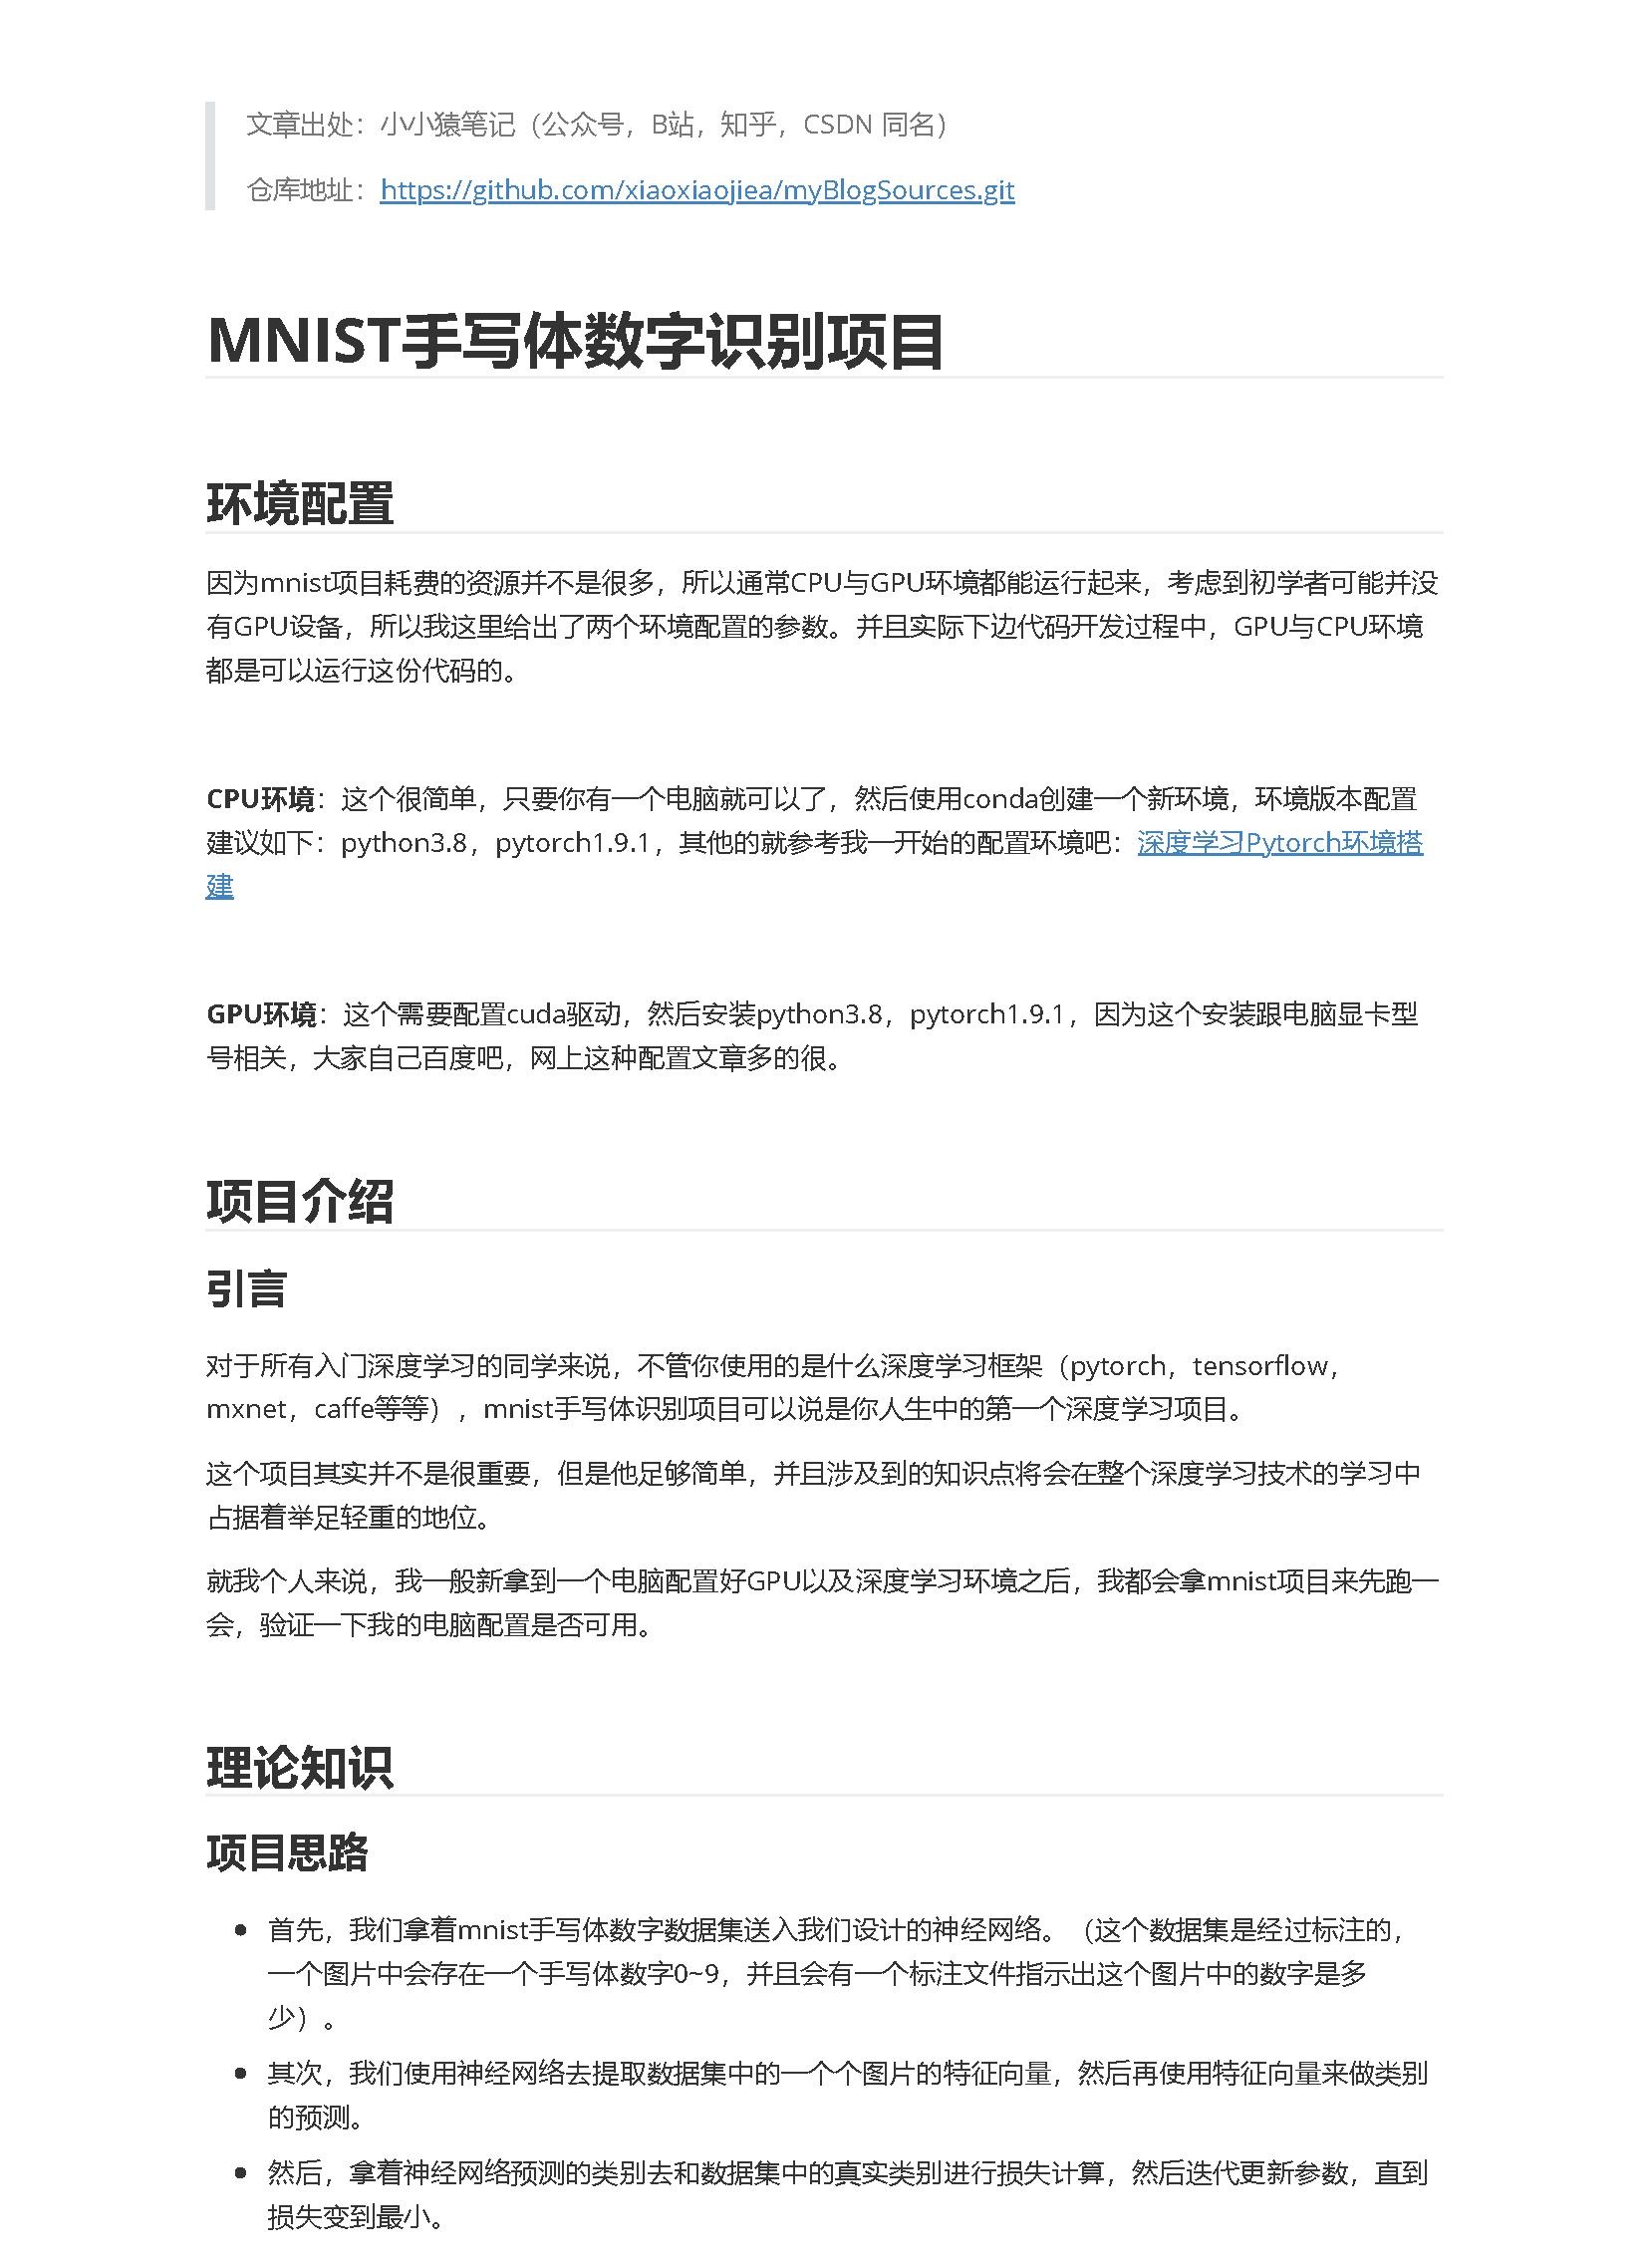 文章出处：小小猿笔记（公众号，B站，知乎，CSDN 同名）
仓库地址：https://github.com/xiaoxiaojiea/myBlogSources.git
MNIST手写体数字识别项目
环境配置
因为mnist项目耗费的资源并不是很多，所以通常CPU与GPU环境都能运行起来，考虑到初学者可能并没
有GPU设备，所以我这里给出了两个环境配置的参数。并且实际下边代码开发过程中，GPU与CPU环境
都是可以运行这份代码的。
CPU环境：这个很简单，只要你有一个电脑就可以了，然后使用conda创建一个新环境，环境版本配置
建议如下：python3.8，pytorch1.9.1，其他的就参考我一开始的配置环境吧：深度学习Pytorch环境搭
建
GPU环境：这个需要配置cuda驱动，然后安装python3.8，pytorch1.9.1，因为这个安装跟电脑显卡型
号相关，大家自己百度吧，网上这种配置文章多的很。
项目介绍
引言
对于所有入门深度学习的同学来说，不管你使用的是什么深度学习框架（pytorch，tensorflow，
mxnet，caffe等等），mnist手写体识别项目可以说是你人生中的第一个深度学习项目。
这个项目其实并不是很重要，但是他足够简单，并且涉及到的知识点将会在整个深度学习技术的学习中
占据着举足轻重的地位。
就我个人来说，我一般新拿到一个电脑配置好GPU以及深度学习环境之后，我都会拿mnist项目来先跑一
会，验证一下我的电脑配置是否可用。
理论知识
项目思路
首先，我们拿着mnist手写体数字数据集送入我们设计的神经网络。（这个数据集是经过标注的，
一个图片中会存在一个手写体数字0~9，并且会有一个标注文件指示出这个图片中的数字是多
少）。
其次，我们使用神经网络去提取数据集中的一个个图片的特征向量，然后再使用特征向量来做类别
的预测。
然后，拿着神经网络预测的类别去和数据集中的真实类别进行损失计算，然后迭代更新参数，直到
损失变到最小。